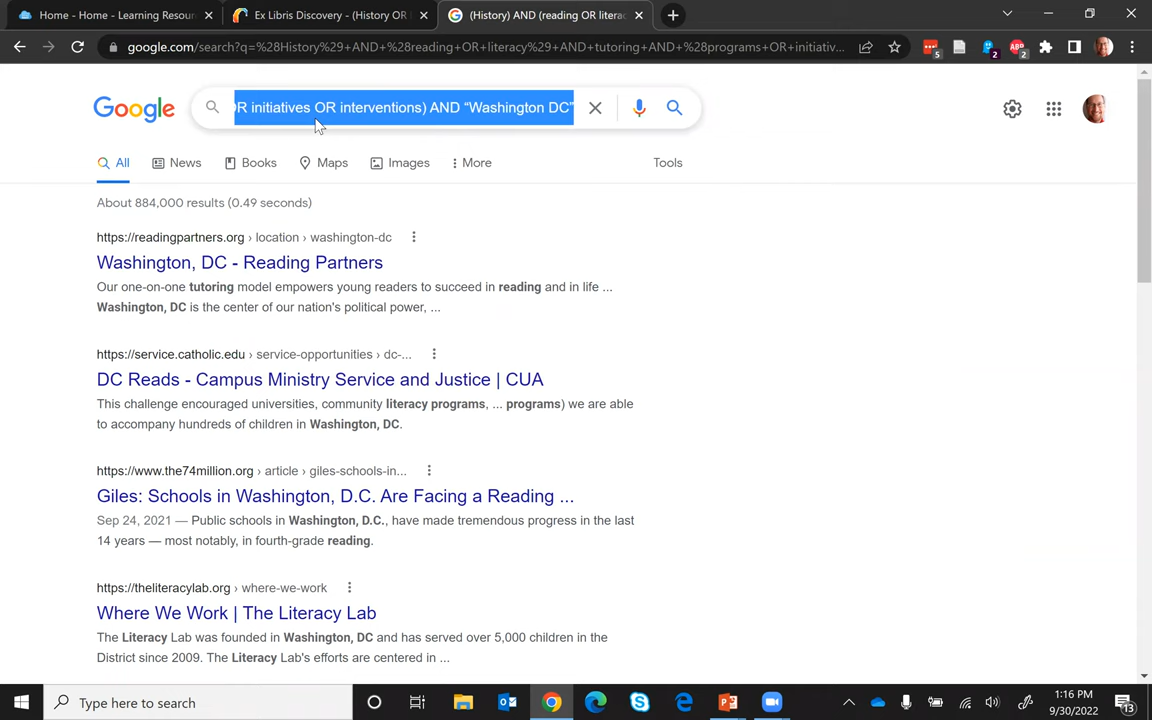 Home - Home - Learning Resour
Ex Libris Discovery - (History OR
(History) AND (reading OR litera
google.com/search?q=%28History%29+AND+%28reading+OR+literacy%29+AND+tutoring+AND+%28programs+OR+initiativ...
5
2
ABP
2
Google
OR initiatives OR interventions) AND “Washington DC”
All
News
Books
Maps
Images
More
Tools
About 884,000 results (0.49 seconds)
https://readingpartners.org › location › washington-dc
Washington, DC - Reading Partners
Our one-on-one tutoring model empowers young readers to succeed in reading and in life ...
Washington, DC is the center of our nation's political power, ...
https://service.catholic.edu › service-opportunities › dc-...
DC Reads - Campus Ministry Service and Justice | CUA
This challenge encouraged universities, community literacy programs, ... programs) we are able
to accompany hundreds of children in Washington, DC.
https://www.the74million.org › article › giles-schools-in...
Giles: Schools in Washington, D.C. Are Facing a Reading ...
Sep 24, 2021 — Public schools in Washington, D.C., have made tremendous progress in the last
14 years — most notably, in fourth-grade reading.
https://theliteracylab.org › where-we-work
Where We Work | The Literacy Lab
The Literacy Lab was founded in Washington, DC and has served over 5,000 children in the
District since 2009. The Literacy Lab's efforts are centered in ...
Type here to search
1:16 PM
9/30/2022
13